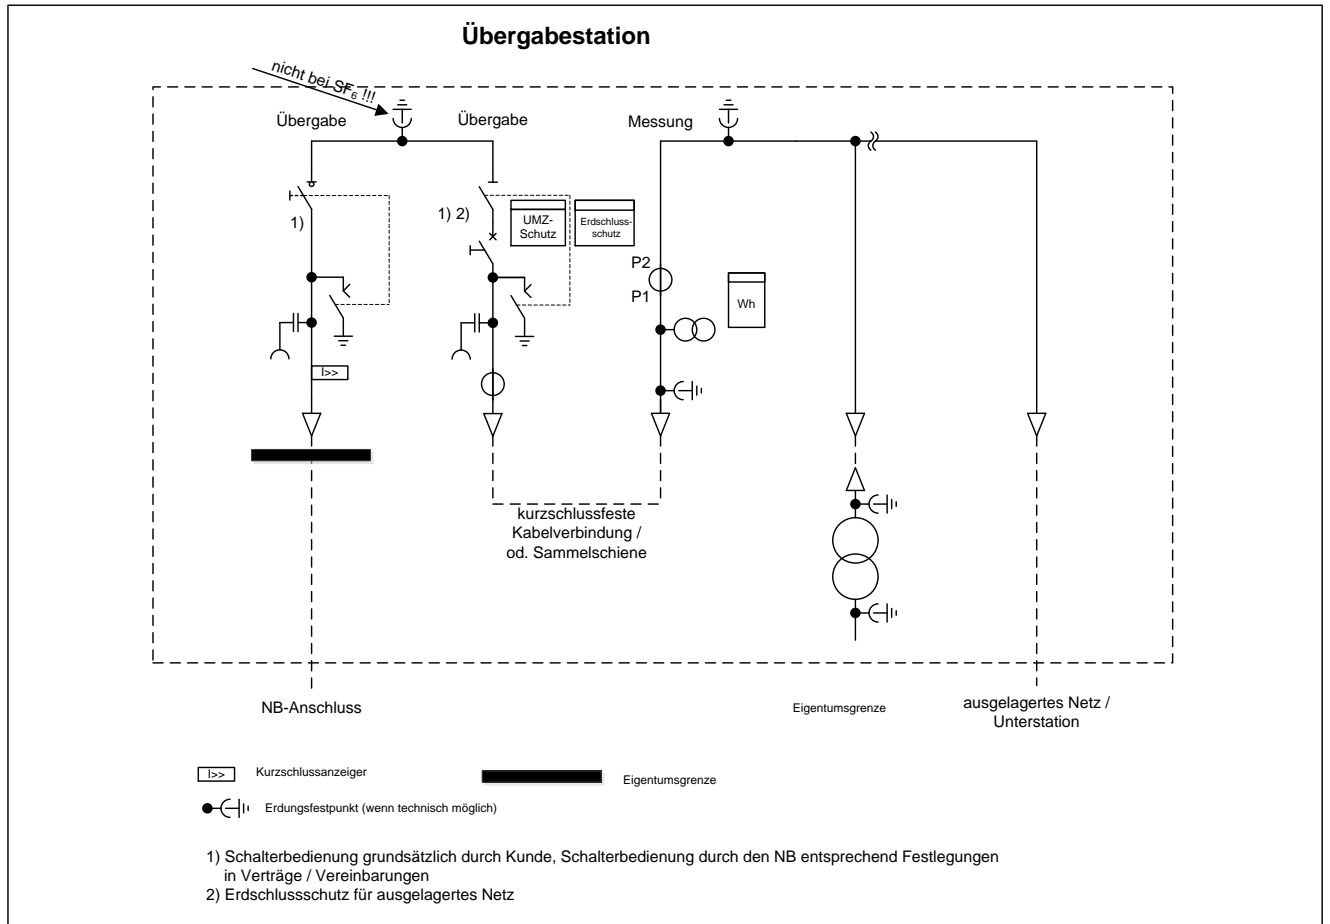 Übergabestation
nicht bei SF6 !!!
Übergabe
Übergabe
Messung
1)
1) 2)
UMZ-
Schutz
Erdschluss-
schutz
P2
P1
Wh
I>>
kurzschlussfeste
Kabelverbindung /
od. Sammelschiene
NB-Anschluss
Eigentumsgrenze
ausgelagertes Netz /
Unterstation
I>> Kurzschlussanzeiger
Eigentumsgrenze
Erdungsfestpunkt (wenn technisch möglich)
1) Schalterbedienung grundsätzlich durch Kunde, Schalterbedienung durch den NB entsprechend Festlegungen
in Verträge / Vereinbarungen
2) Erdschlussschutz für ausgelagertes Netz